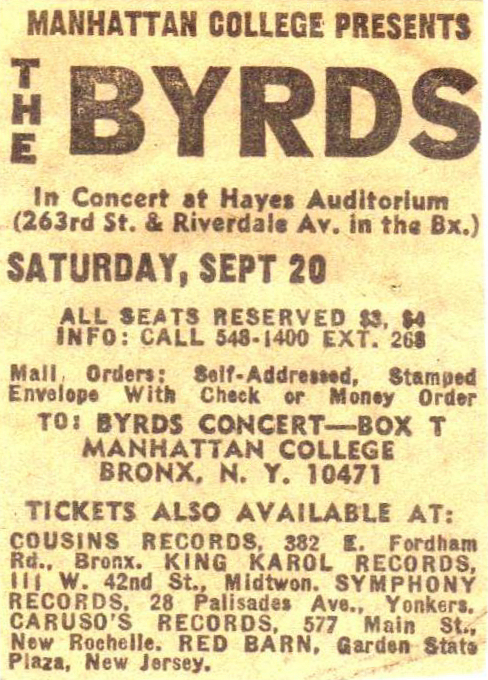 MANHATTAN COLLEGE PRESENTS
THE BYRDS
In Concert at Hayes Auditorium
(263rd St. & Riverdale Av. in the Bx.)
SATURDAY, SEPT 20
ALL SEATS RESERVED $3, $4
INFO: CALL 548-1400 EXT. 268
Mail Orders: Self-Addressed, Stamped
Envelope With Check or Money Order
TO: BYRDS CONCERT—BOX T
MANHATTAN COLLEGE
BRONX, N. Y. 10471
TICKETS ALSO AVAILABLE AT:
COUSINS RECORDS, 382 E. Fordham
Rd., Bronx. KING KAROL RECORDS,
111 W. 42nd St., Midtwon. SYMPHONY
RECORDS, 28 Palisades Ave., Yonkers.
CARUSO'S RECORDS, 577 Main St.,
New Rochelle. RED BARN, Garden State
Plaza, New Jersey.